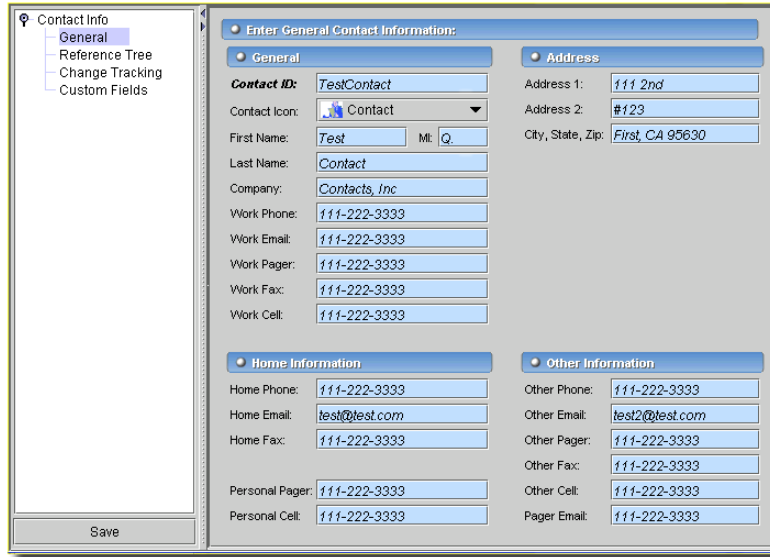 Contact Info
General
Reference Tree
Change Tracking
Custom Fields
Save
Enter General Contact Information:
General
Contact ID: TestContact
Contact Icon: Contact
First Name: Test MI: Q.
Last Name: Contact
Company: Contacts, Inc
Work Phone: 111-222-3333
Work Email: 111-222-3333
Work Pager: 111-222-3333
Work Fax: 111-222-3333
Work Cell: 111-222-3333
Address
Address 1: 111 2nd
Address 2: #123
City, State, Zip: First, CA 95630
Home Information
Home Phone: 111-222-3333
Home Email: test@test.com
Home Fax: 111-222-3333
Personal Pager: 111-222-3333
Personal Cell: 111-222-3333
Other Information
Other Phone: 111-222-3333
Other Email: test2@test.com
Other Pager: 111-222-3333
Other Fax: 111-222-3333
Other Cell: 111-222-3333
Pager Email: 111-222-3333